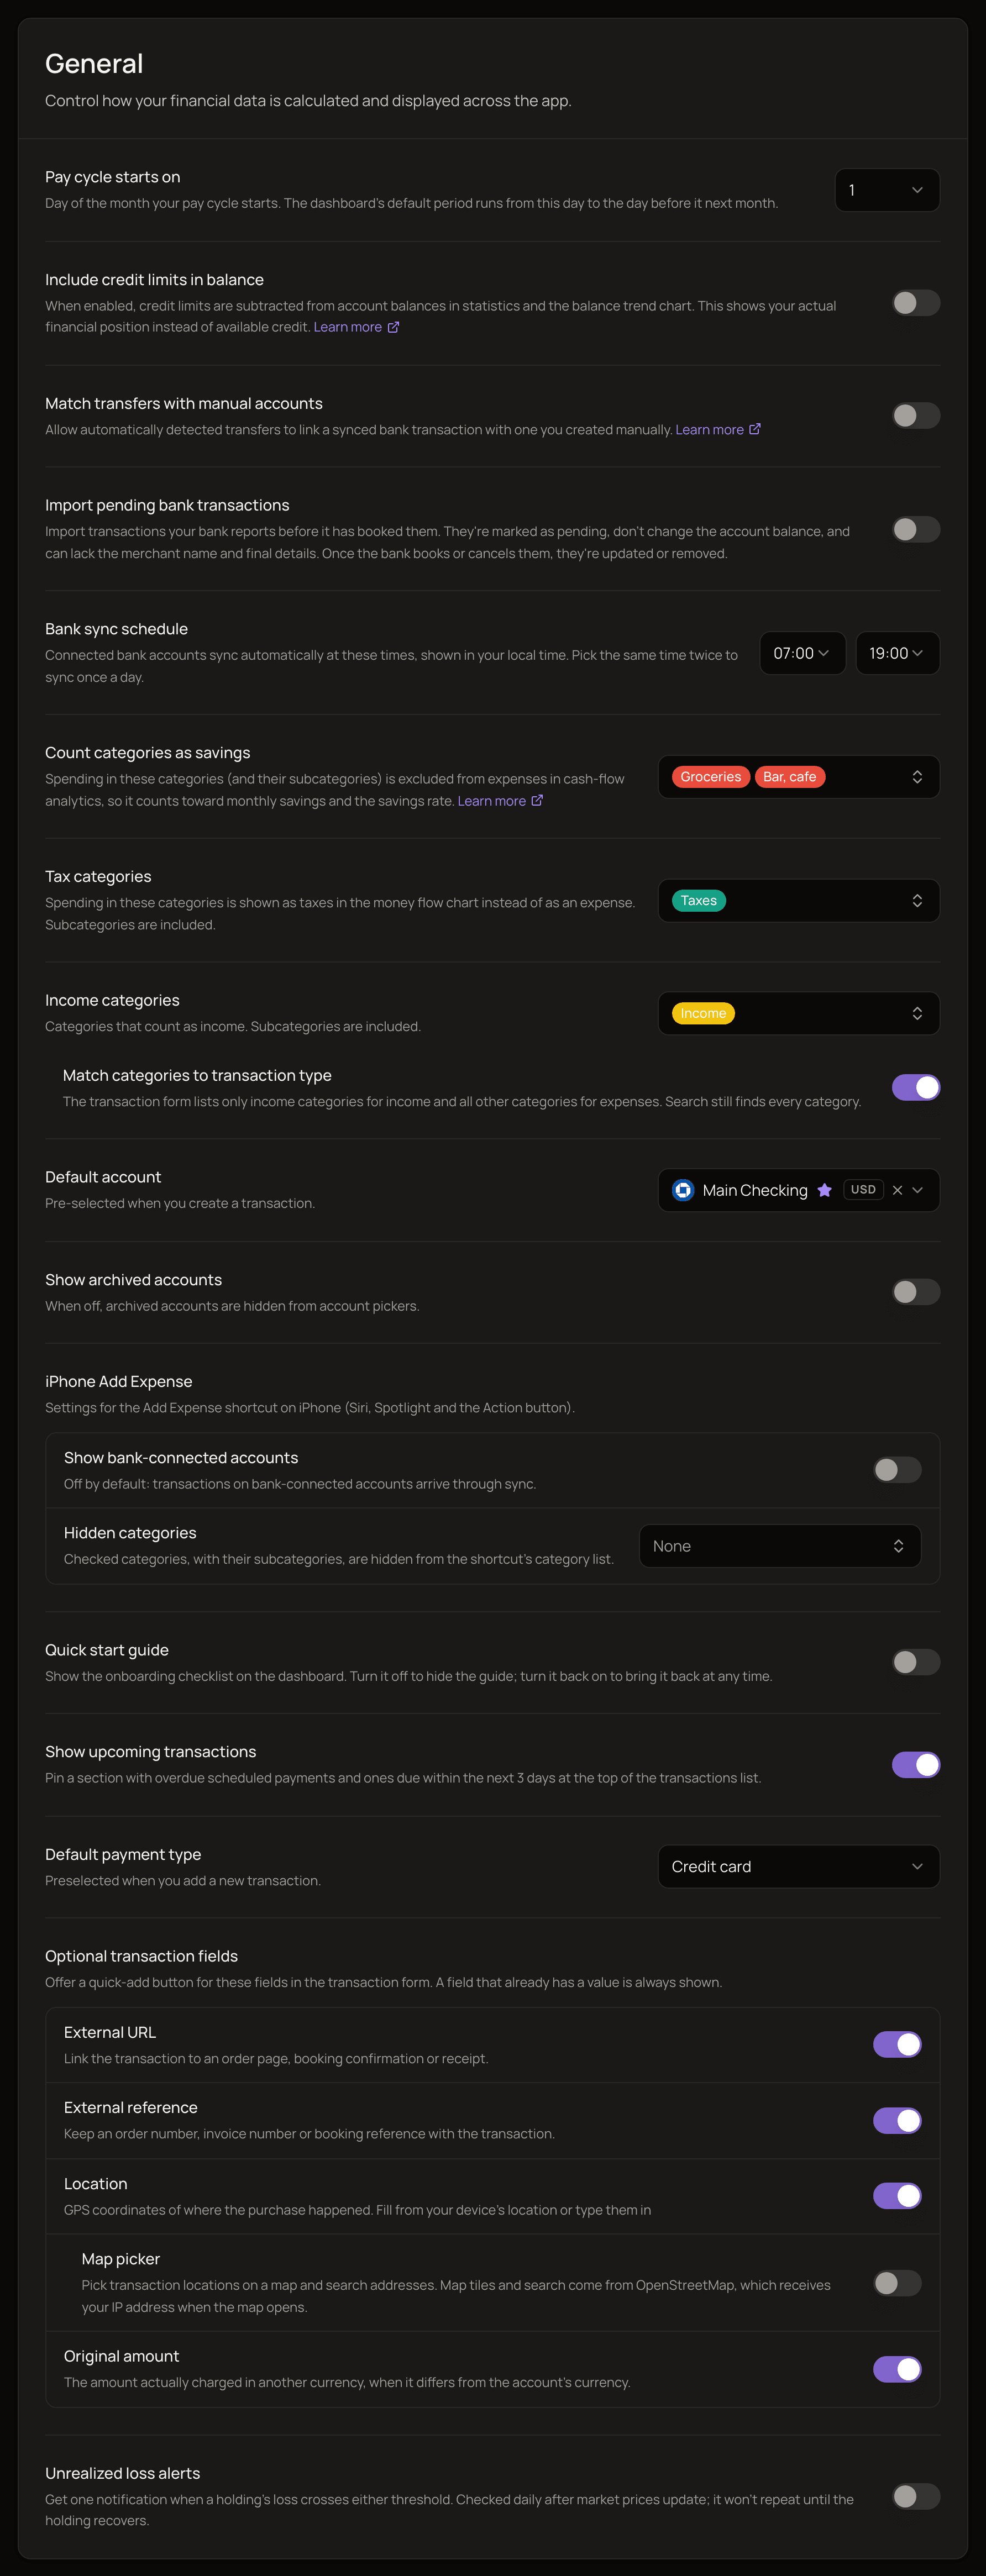 General
Control how your financial data is calculated and displayed across the app.
Pay cycle starts on
Day of the month your pay cycle starts. The dashboard's default period runs from this day to the day before it next month.
1
Include credit limits in balance
When enabled, credit limits are subtracted from account balances in statistics and the balance trend chart. This shows your actual
financial position instead of available credit. Learn more
Match transfers with manual accounts
Allow automatically detected transfers to link a synced bank transaction with one you created manually. Learn more
Import pending bank transactions
Import transactions your bank reports before it has booked them. They're marked as pending, don't change the account balance, and
can lack the merchant name and final details. Once the bank books or cancels them, they're updated or removed.
Bank sync schedule
Connected bank accounts sync automatically at these times, shown in your local time. Pick the same time twice to
sync once a day.
07:00 19:00
Count categories as savings
Spending in these categories (and their subcategories) is excluded from expenses in cash-flow
analytics, so it counts toward monthly savings and the savings rate. Learn more
Groceries Bar, cafe
Tax categories
Spending in these categories is shown as taxes in the money flow chart instead of as an expense.
Subcategories are included.
Taxes
Income categories
Categories that count as income. Subcategories are included.
Income
Match categories to transaction type
The transaction form lists only income categories for income and all other categories for expenses. Search still finds every category.
Default account
Pre-selected when you create a transaction.
Main Checking USD
Show archived accounts
When off, archived accounts are hidden from account pickers.
iPhone Add Expense
Settings for the Add Expense shortcut on iPhone (Siri, Spotlight and the Action button).
Show bank-connected accounts
Off by default: transactions on bank-connected accounts arrive through sync.
Hidden categories
Checked categories, with their subcategories, are hidden from the shortcut's category list.
None
Quick start guide
Show the onboarding checklist on the dashboard. Turn it off to hide the guide; turn it back on to bring it back at any time.
Show upcoming transactions
Pin a section with overdue scheduled payments and ones due within the next 3 days at the top of the transactions list.
Default payment type
Preselected when you add a new transaction.
Credit card
Optional transaction fields
Offer a quick-add button for these fields in the transaction form. A field that already has a value is always shown.
External URL
Link the transaction to an order page, booking confirmation or receipt.
External reference
Keep an order number, invoice number or booking reference with the transaction.
Location
GPS coordinates of where the purchase happened. Fill from your device's location or type them in
Map picker
Pick transaction locations on a map and search addresses. Map tiles and search come from OpenStreetMap, which receives
your IP address when the map opens.
Original amount
The amount actually charged in another currency, when it differs from the account's currency.
Unrealized loss alerts
Get one notification when a holding's loss crosses either threshold. Checked daily after market prices update; it won't repeat until the
holding recovers.